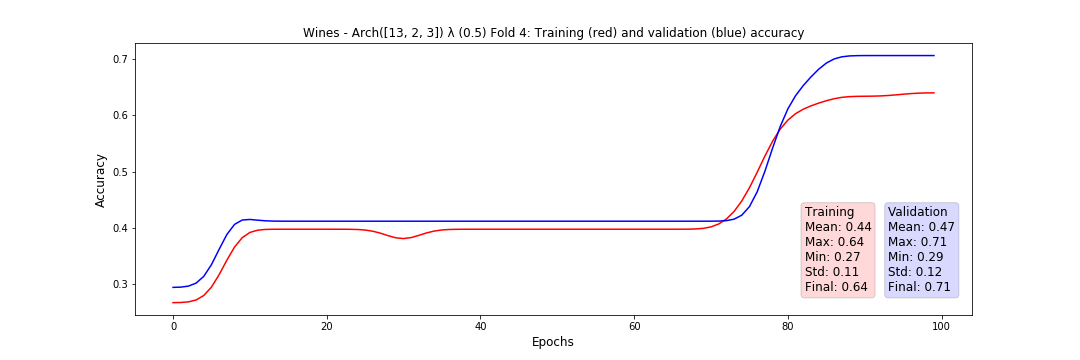 Wines - Arch([13, 2, 3]) λ (0.5) Fold 4: Training (red) and validation (blue) accuracy
Accuracy
0.7
0.6
0.5
0.4
0.3
Training
Mean: 0.44
Max: 0.64
Min: 0.27
Std: 0.11
Final: 0.64
Validation
Mean: 0.47
Max: 0.71
Min: 0.29
Std: 0.12
Final: 0.71
0 20 40 60 80 100
Epochs